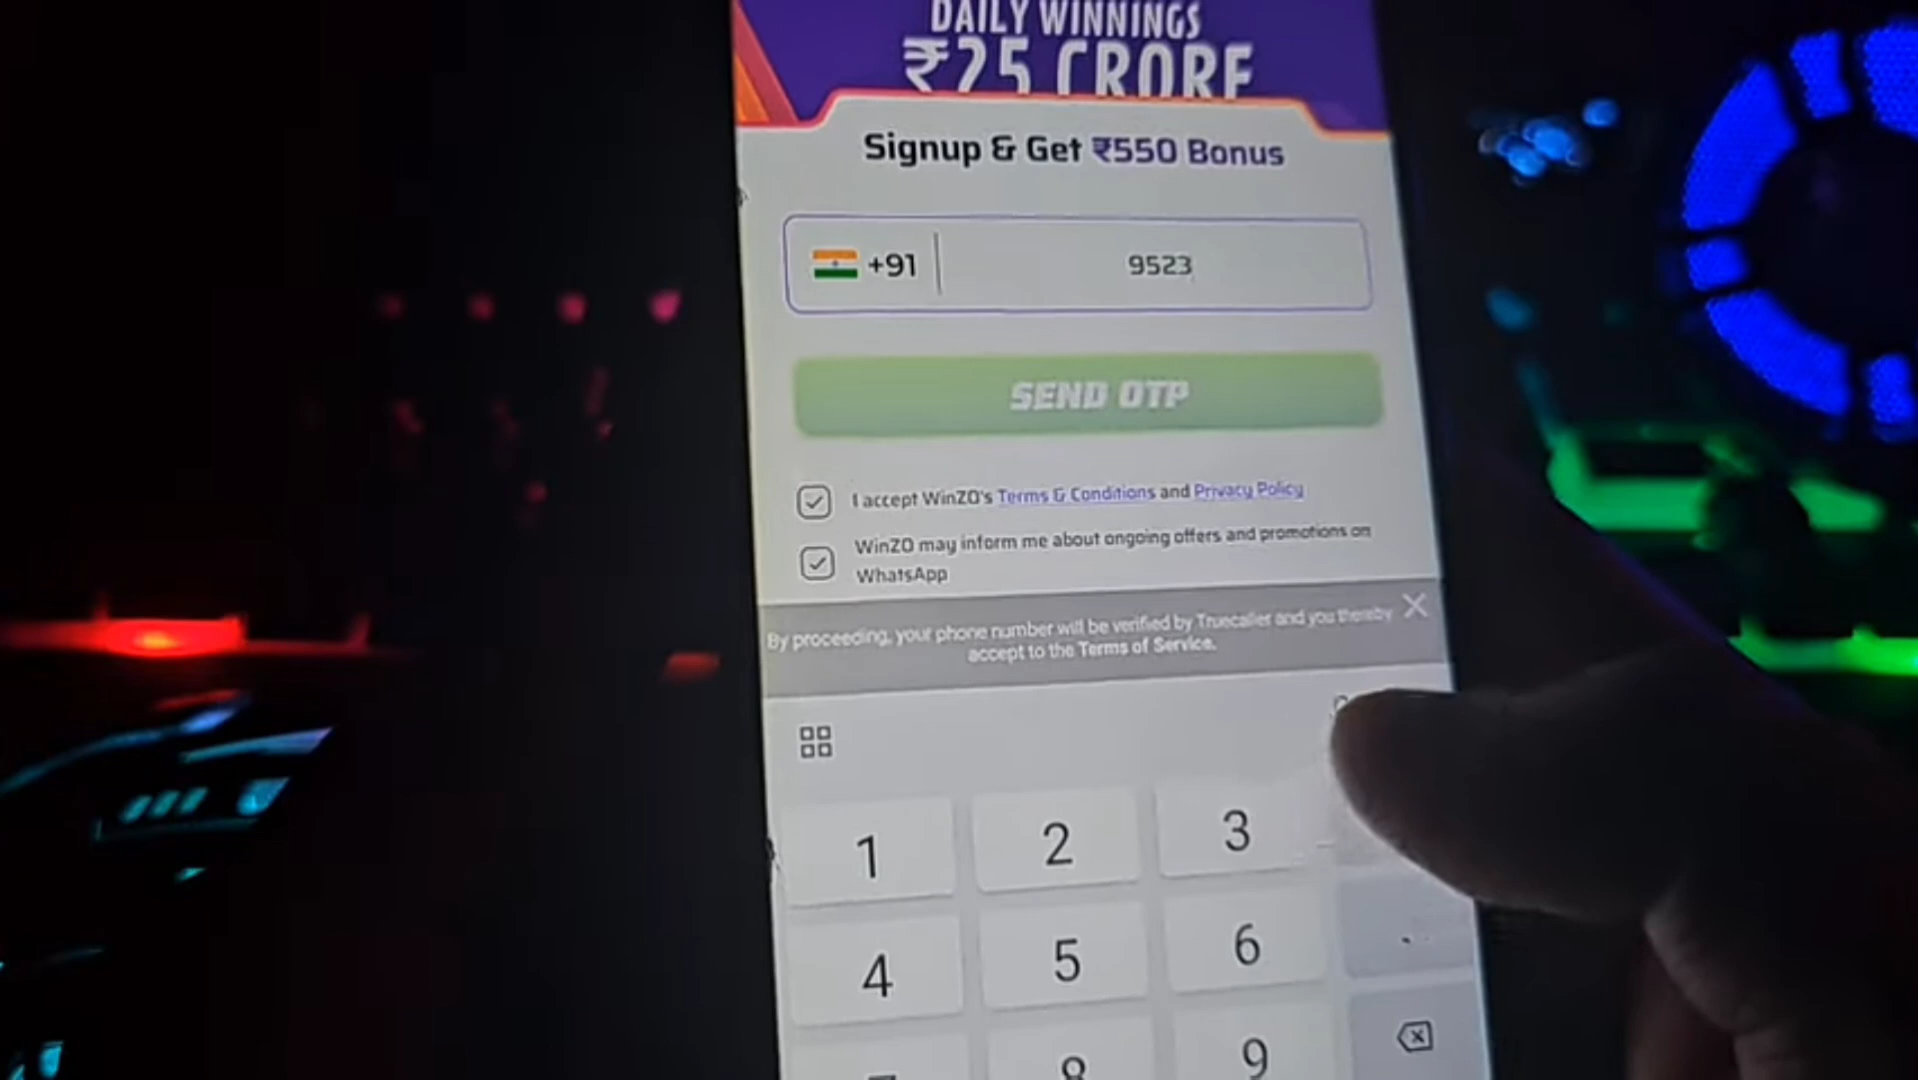 DAILY WINNINGS
₹25 CRORE
Signup & Get ₹550 Bonus
+91 9523
SEND OTP
I accept WinZO's Terms & Conditions and Privacy Policy
WinZO may inform me about ongoing offers and promotions on
WhatsApp
By proceeding, your phone number will be verified by Truecaller and you thereby
accept to the Terms of Service.
1 2 3
4 5 6
8 9